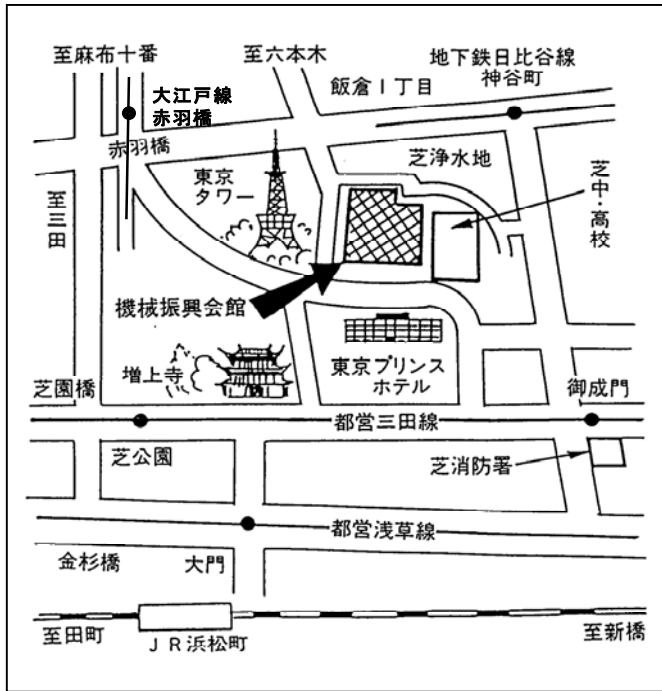 至麻布十番
至六本木
地下鉄日比谷線
神谷町
飯倉1丁目
大江戸線
赤羽橋
赤羽橋
芝浄水地
東京
タワー
芝中・高校
至三田
機械振興会館
増上寺
東京プリンス
ホテル
芝園橋
御成門
都営三田線
芝公園
芝消防署
都営浅草線
金杉橋
大門
至田町
JR浜松町
至新橋